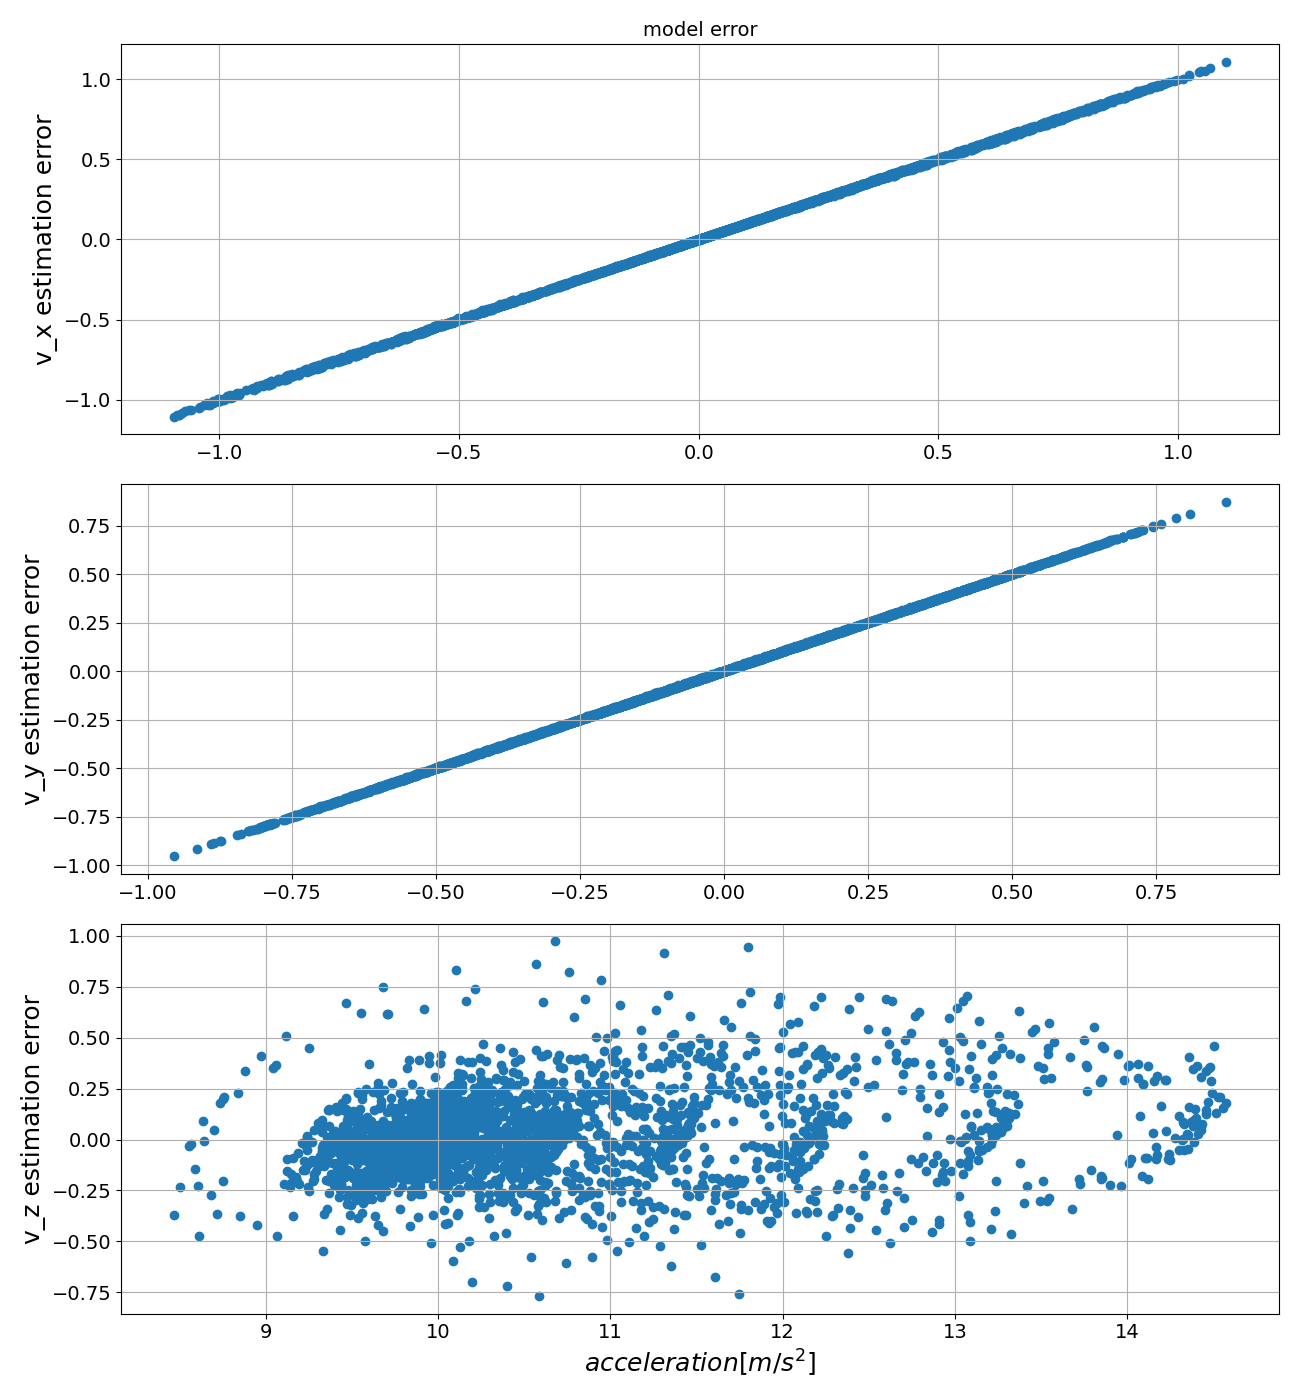 model error
v_x estimation error
1.0
0.5
0.0
−0.5
−1.0
−1.0 −0.5 0.0 0.5 1.0
v_y estimation error
0.75
0.50
0.25
0.00
−0.25
−0.50
−0.75
−1.00
−1.00 −0.75 −0.50 −0.25 0.00 0.25 0.50 0.75
v_z estimation error
1.00
0.75
0.50
0.25
0.00
−0.25
−0.50
−0.75
9 10 11 12 13 14
acceleration[m/s²]